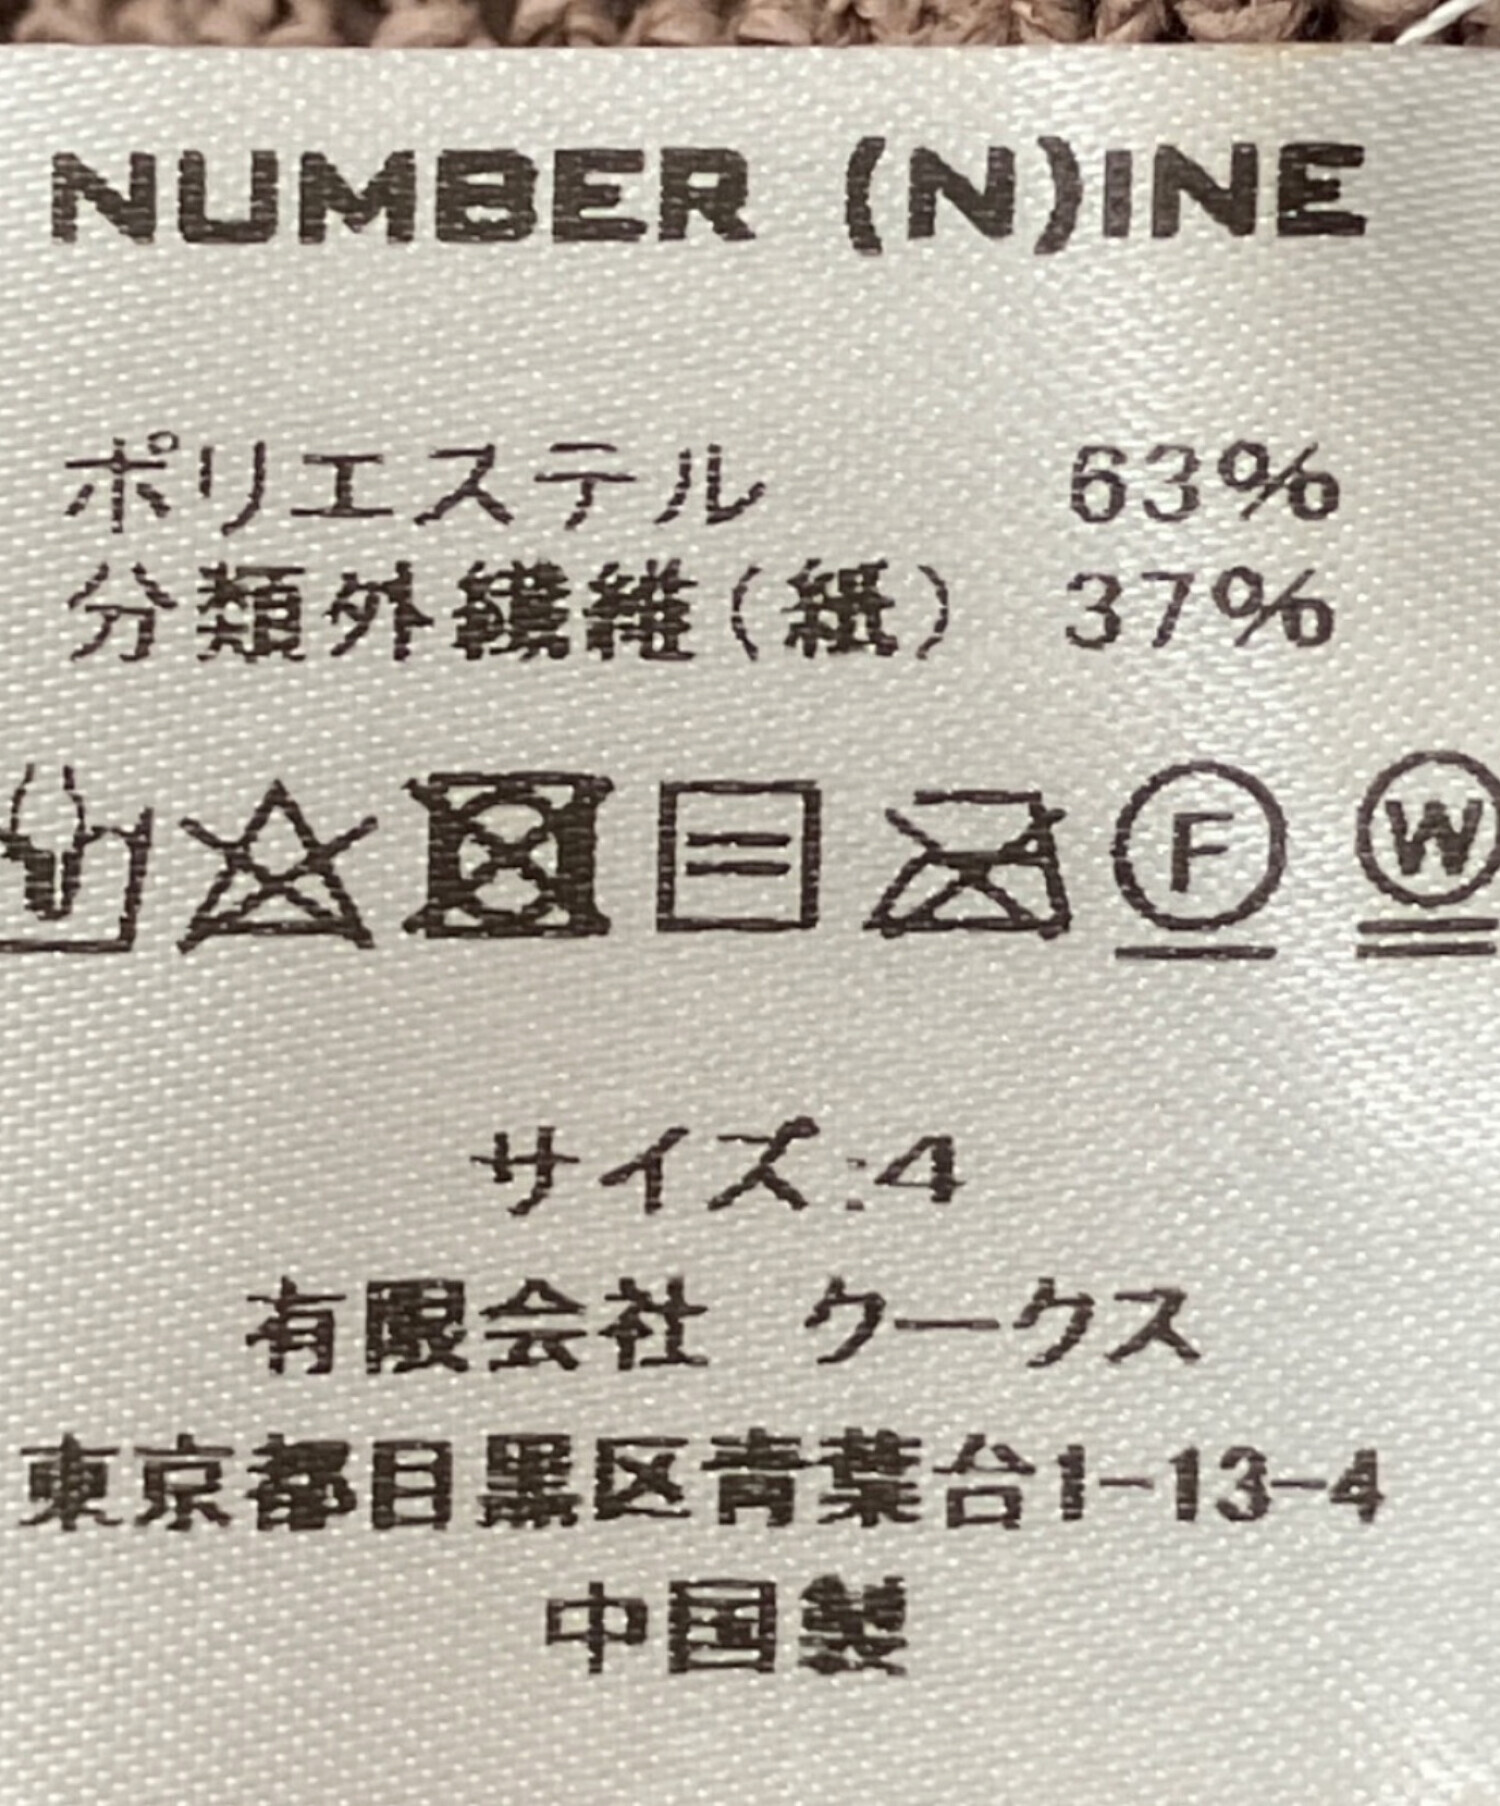 NUMBER (N)INE
ポリエステル 63%
分類外繊維(紙) 37%
F W
サイズ:4
有限会社 クークス
東京都目黒区青葉台1-13-4
中国製